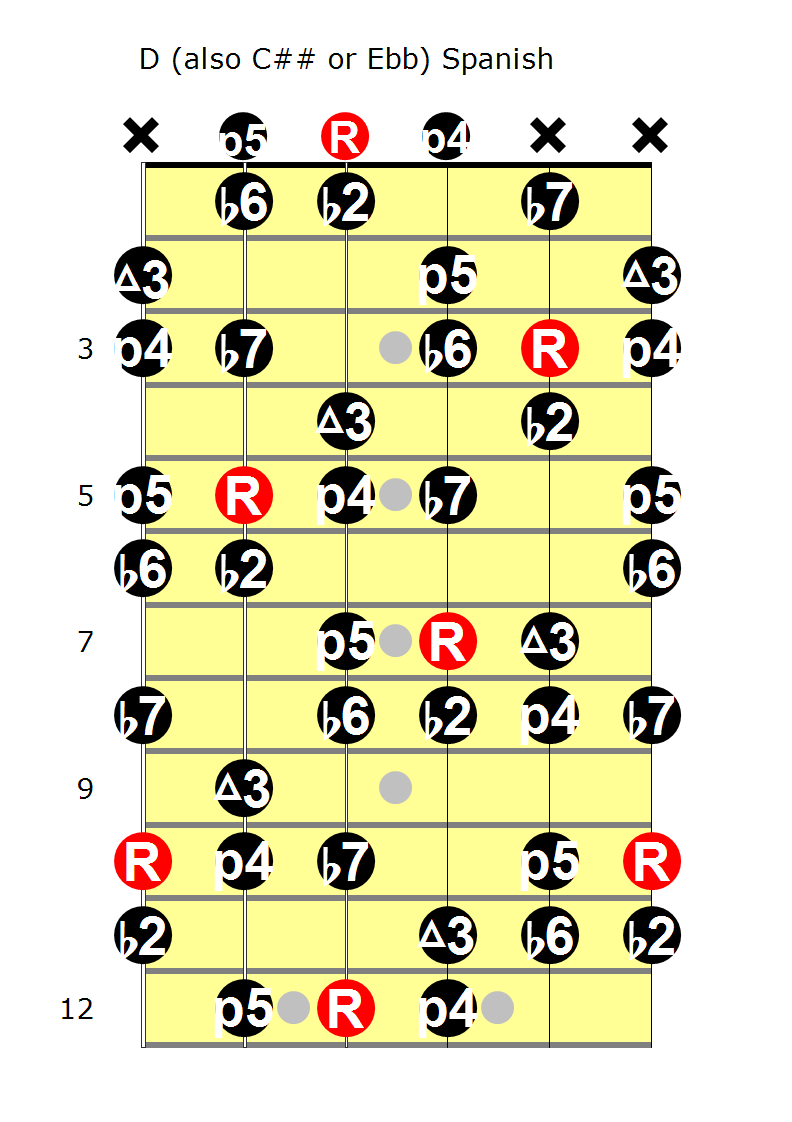 D (also C## or Ebb) Spanish
× p5 R p4 × ×
♭6 ♭2 ♭7
Δ3 p5 Δ3
3 p4 ♭7 ♭6 R p4
Δ3 ♭2
5 p5 R p4 ♭7 p5
♭6 ♭2 ♭6
7 p5 R Δ3
♭7 ♭6 ♭2 p4 ♭7
9 Δ3
R p4 ♭7 p5 R
♭2 Δ3 ♭6 ♭2
12 p5 R p4